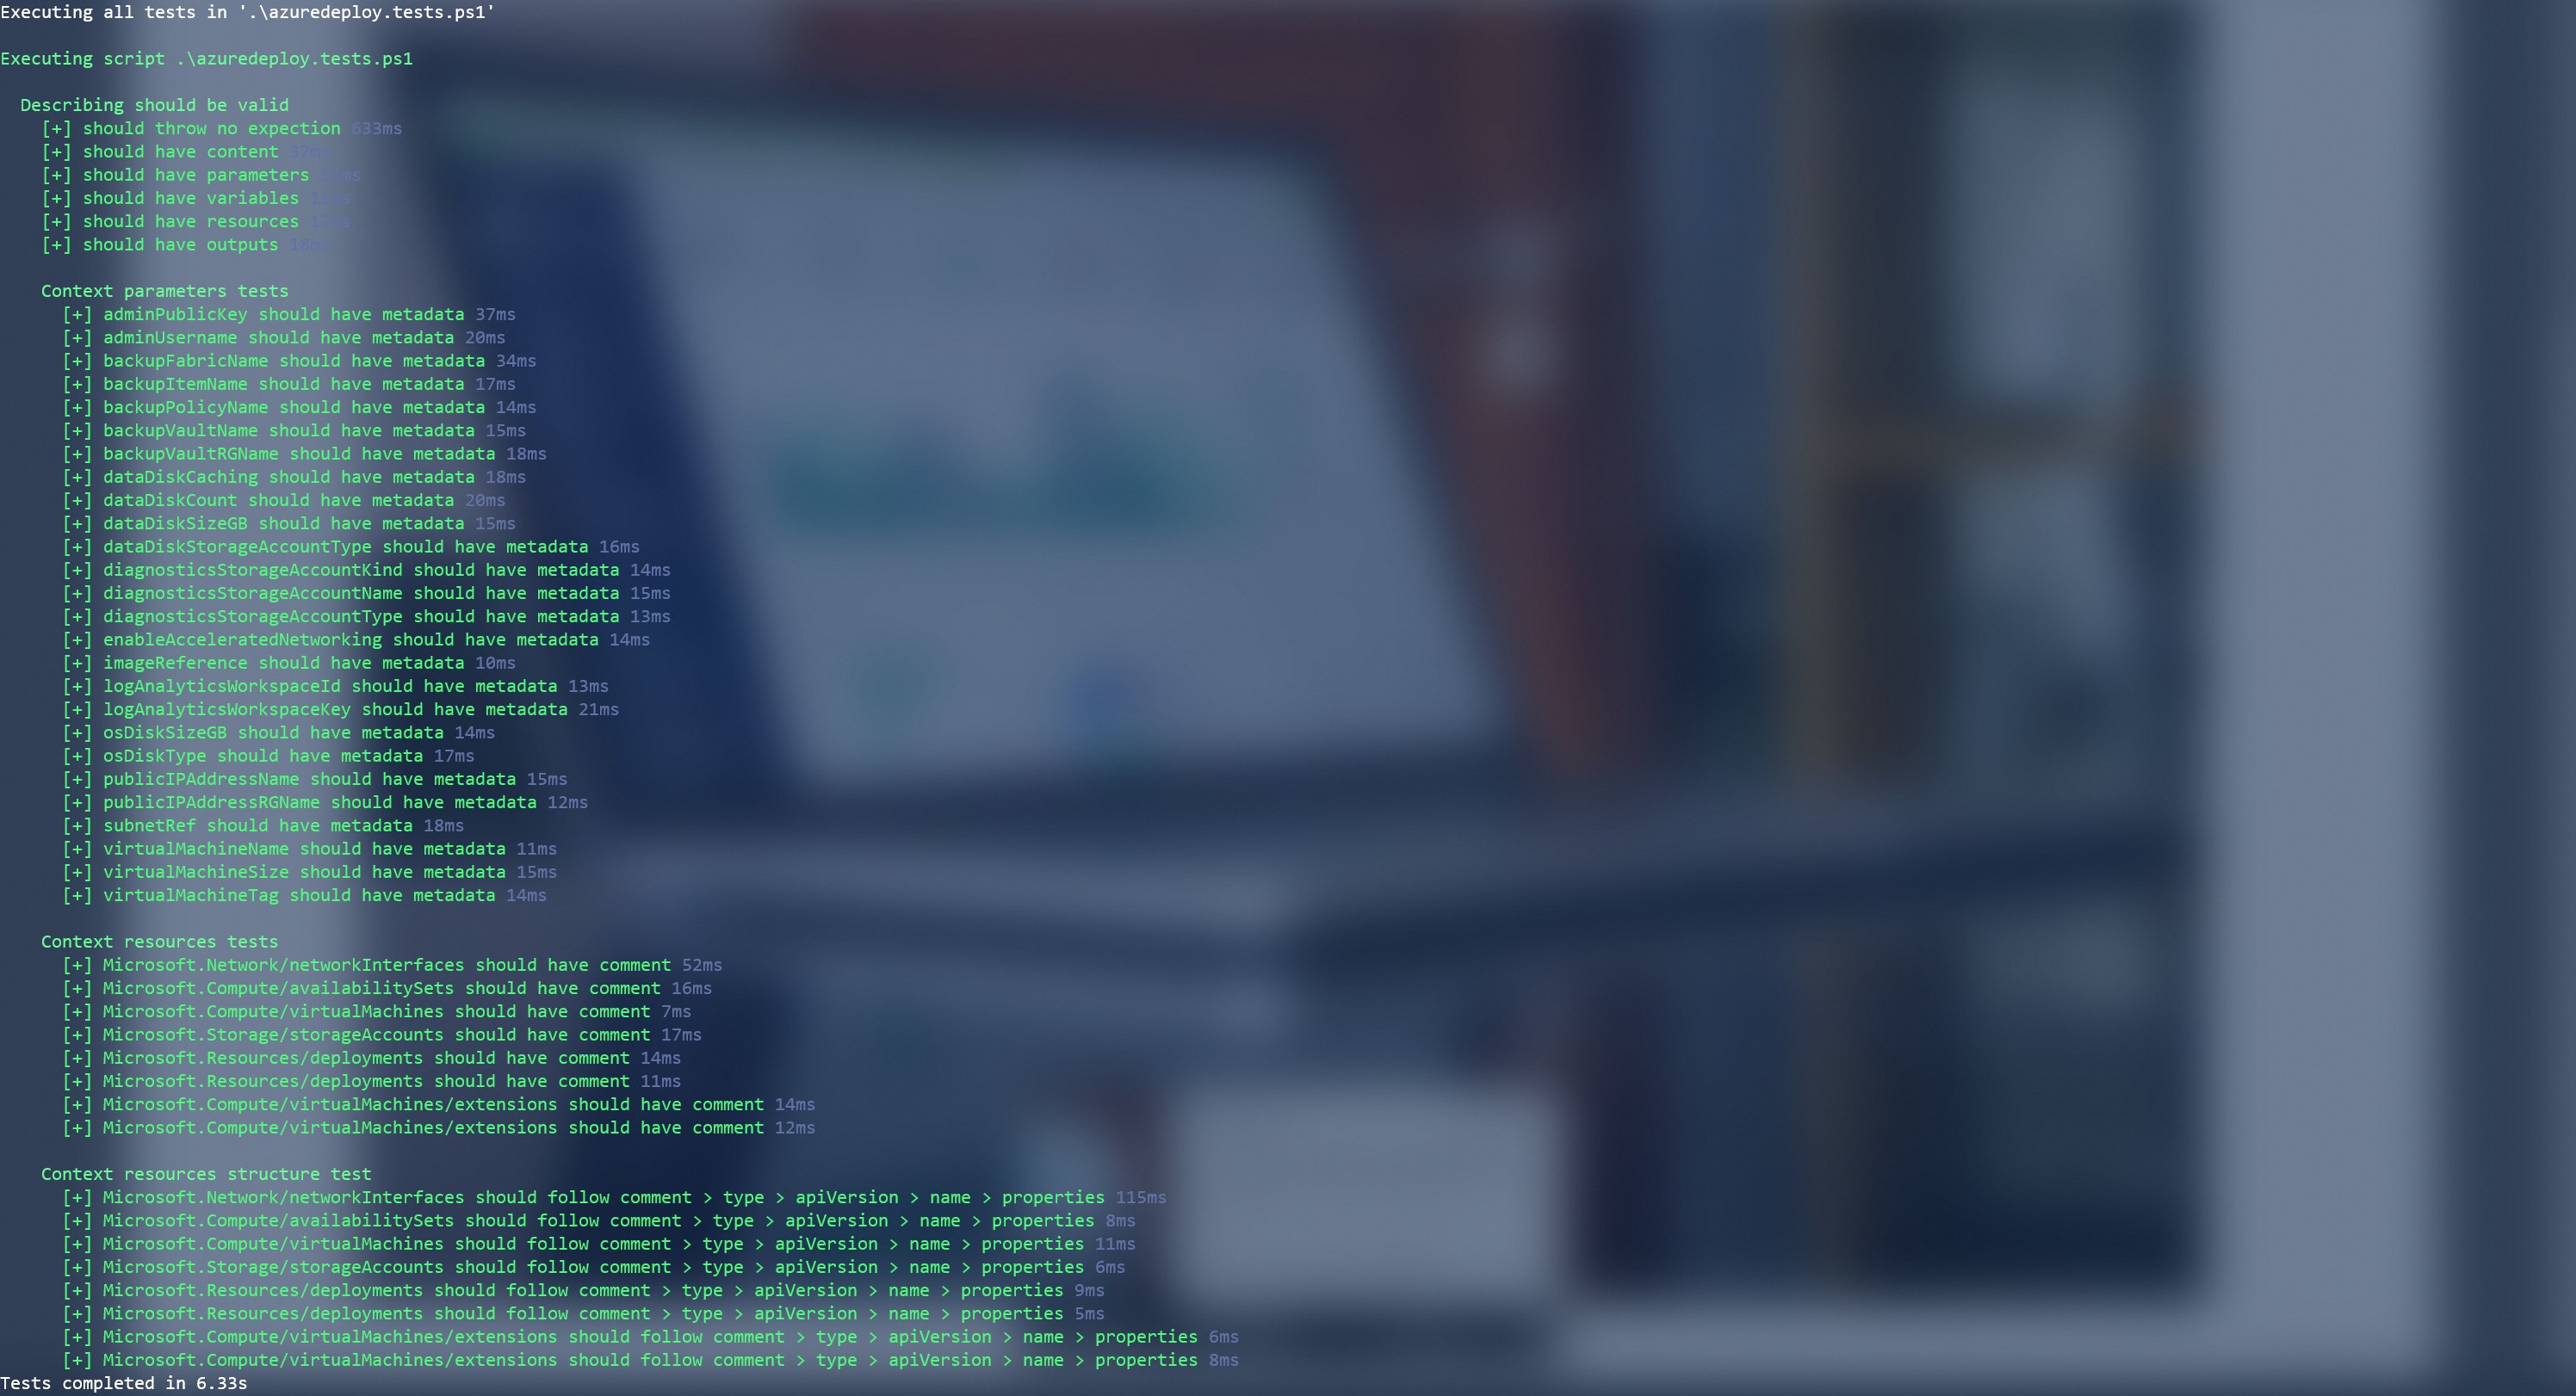 Executing all tests in '.\azuredeploy.tests.ps1'
Executing script .\azuredeploy.tests.ps1
Describing should be valid
[+] should throw no expection 633ms
[+] should have content 37ms
[+] should have parameters
[+] should have variables
[+] should have resources
[+] should have outputs 18ms
Context parameters tests
[+] adminPublicKey should have metadata 37ms
[+] adminUsername should have metadata 20ms
[+] backupFabricName should have metadata 34ms
[+] backupItemName should have metadata 17ms
[+] backupPolicyName should have metadata 14ms
[+] backupVaultName should have metadata 15ms
[+] backupVaultRGName should have metadata 18ms
[+] dataDiskCaching should have metadata 18ms
[+] dataDiskCount should have metadata 20ms
[+] dataDiskSizeGB should have metadata 15ms
[+] dataDiskStorageAccountType should have metadata 16ms
[+] diagnosticsStorageAccountKind should have metadata 14ms
[+] diagnosticsStorageAccountName should have metadata 15ms
[+] diagnosticsStorageAccountType should have metadata 13ms
[+] enableAcceleratedNetworking should have metadata 14ms
[+] imageReference should have metadata 10ms
[+] logAnalyticsWorkspaceId should have metadata 13ms
[+] logAnalyticsWorkspaceKey should have metadata 21ms
[+] osDiskSizeGB should have metadata 14ms
[+] osDiskType should have metadata 17ms
[+] publicIPAddressName should have metadata 15ms
[+] publicIPAddressRGName should have metadata 12ms
[+] subnetRef should have metadata 18ms
[+] virtualMachineName should have metadata 11ms
[+] virtualMachineSize should have metadata 15ms
[+] virtualMachineTag should have metadata 14ms
Context resources tests
[+] Microsoft.Network/networkInterfaces should have comment 52ms
[+] Microsoft.Compute/availabilitySets should have comment 16ms
[+] Microsoft.Compute/virtualMachines should have comment 7ms
[+] Microsoft.Storage/storageAccounts should have comment 17ms
[+] Microsoft.Resources/deployments should have comment 14ms
[+] Microsoft.Resources/deployments should have comment 11ms
[+] Microsoft.Compute/virtualMachines/extensions should have comment 14ms
[+] Microsoft.Compute/virtualMachines/extensions should have comment 12ms
Context resources structure test
[+] Microsoft.Network/networkInterfaces should follow comment > type > apiVersion > name > properties 115ms
[+] Microsoft.Compute/availabilitySets should follow comment > type > apiVersion > name > properties 8ms
[+] Microsoft.Compute/virtualMachines should follow comment > type > apiVersion > name > properties 11ms
[+] Microsoft.Storage/storageAccounts should follow comment > type > apiVersion > name > properties 6ms
[+] Microsoft.Resources/deployments should follow comment > type > apiVersion > name > properties 9ms
[+] Microsoft.Resources/deployments should follow comment > type > apiVersion > name > properties 5ms
[+] Microsoft.Compute/virtualMachines/extensions should follow comment > type > apiVersion > name > properties 6ms
[+] Microsoft.Compute/virtualMachines/extensions should follow comment > type > apiVersion > name > properties 8ms
Tests completed in 6.33s